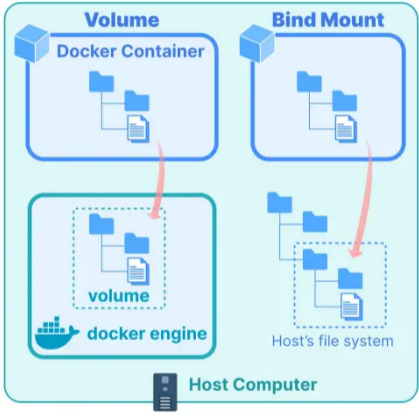 Volume
Bind Mount
Docker Container
volume
docker engine
Host's file system
Host Computer